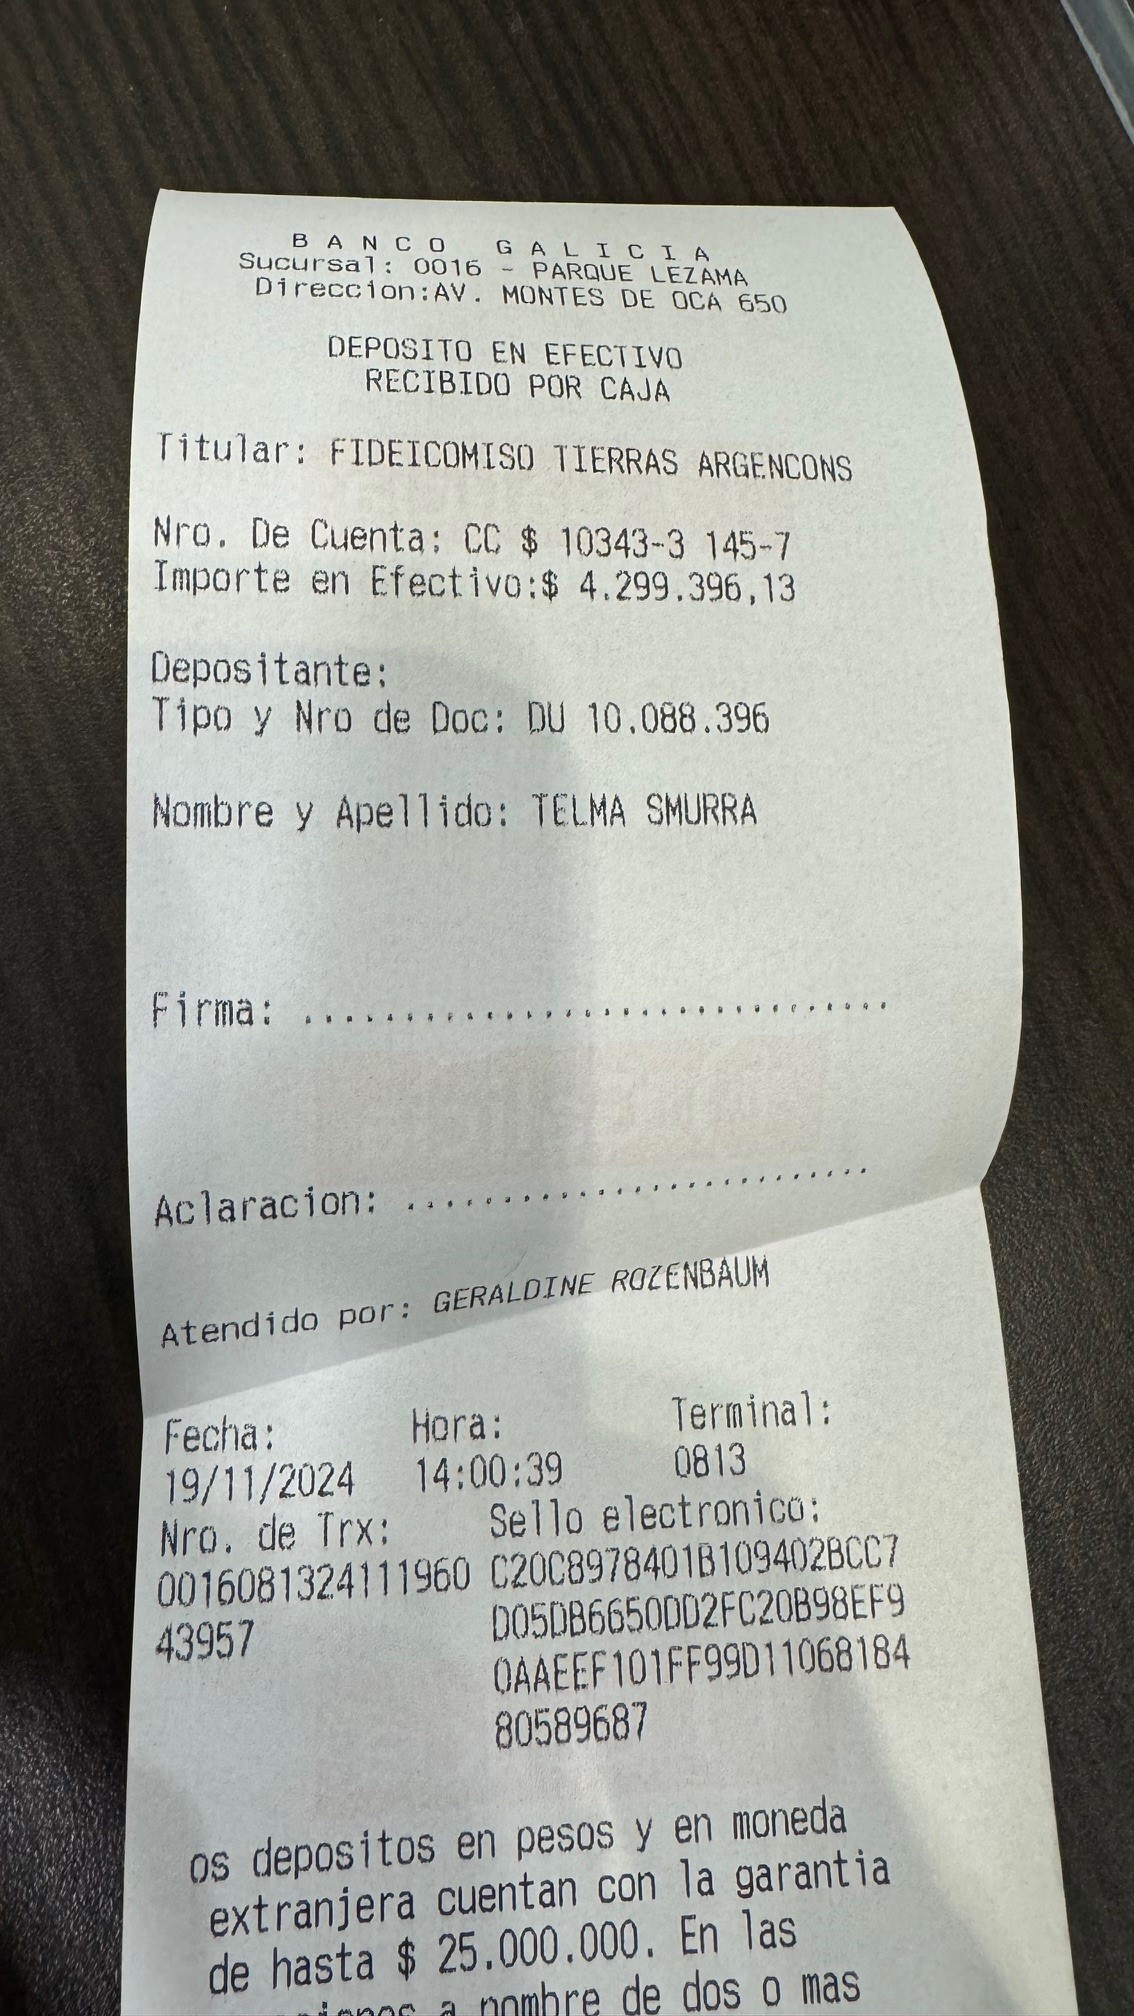 BANCO GALICIA
Sucursal: 0016 - PARQUE LEZAMA
Direccion:AV. MONTES DE OCA 650
DEPOSITO EN EFECTIVO
RECIBIDO POR CAJA
Titular: FIDEICOMISO TIERRAS ARGENCONS
Nro. De Cuenta: CC $ 10343-3 145-7
Importe en Efectivo:$ 4.299.396,13
Depositante:
Tipo y Nro de Doc: DU 10.088.396
Nombre y Apellido: TELMA SMURRA
Firma: ..............................
Aclaracion: ........................
Atendido por: GERALDINE ROZENBAUM
Fecha: Hora: Terminal:
19/11/2024 14:00:39 0813
Nro. de Trx: Sello electronico:
0016081324111960 C20C8978401B109402BCC7
43957 D05DB6650DD2FC20B98EF9
0AAEEF101FF99D11068184
80589687
os depositos en pesos y en moneda
extranjera cuentan con la garantia
de hasta $ 25.000.000. En las
a nombre de dos o mas